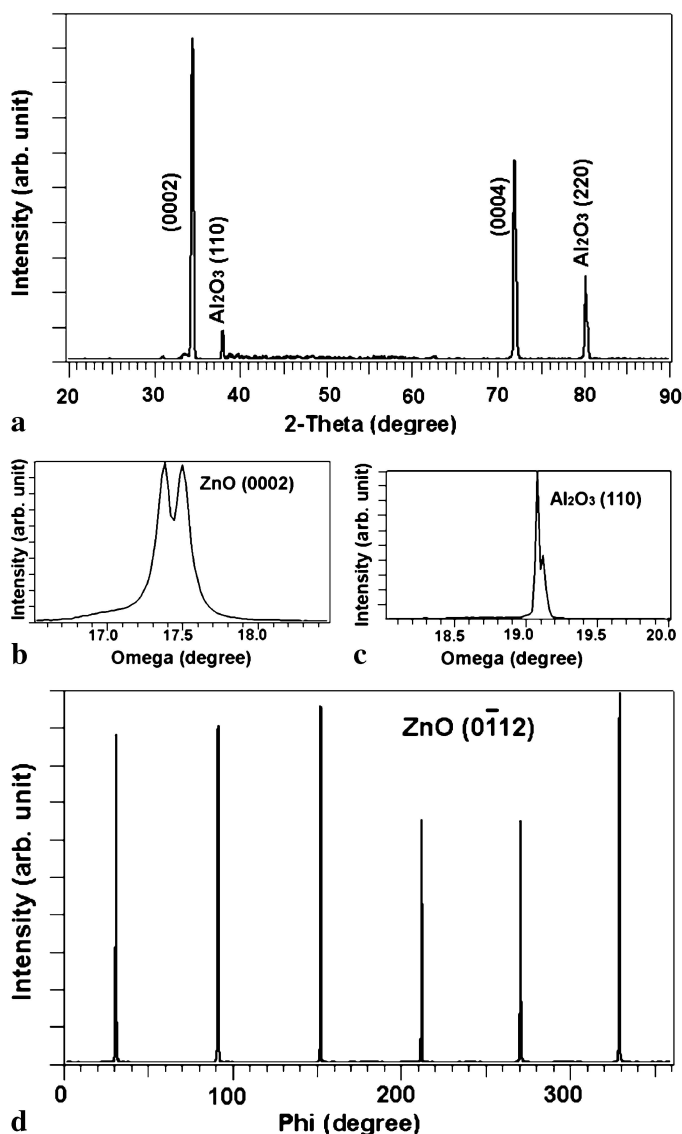 Intensity (arb. unit)
(0002)
Al₂O₃ (110)
(0004)
Al₂O₃ (220)
20 30 40 50 60 70 80 90
2-Theta (degree)
a
Intensity (arb. unit)
ZnO (0002)
17.0 17.5 18.0
Omega (degree)
b
Intensity (arb. unit)
Al₂O₃ (110)
18.5 19.0 19.5 20.0
Omega (degree)
c
Intensity (arb. unit)
ZnO (01̅12)
0 100 200 300
Phi (degree)
d